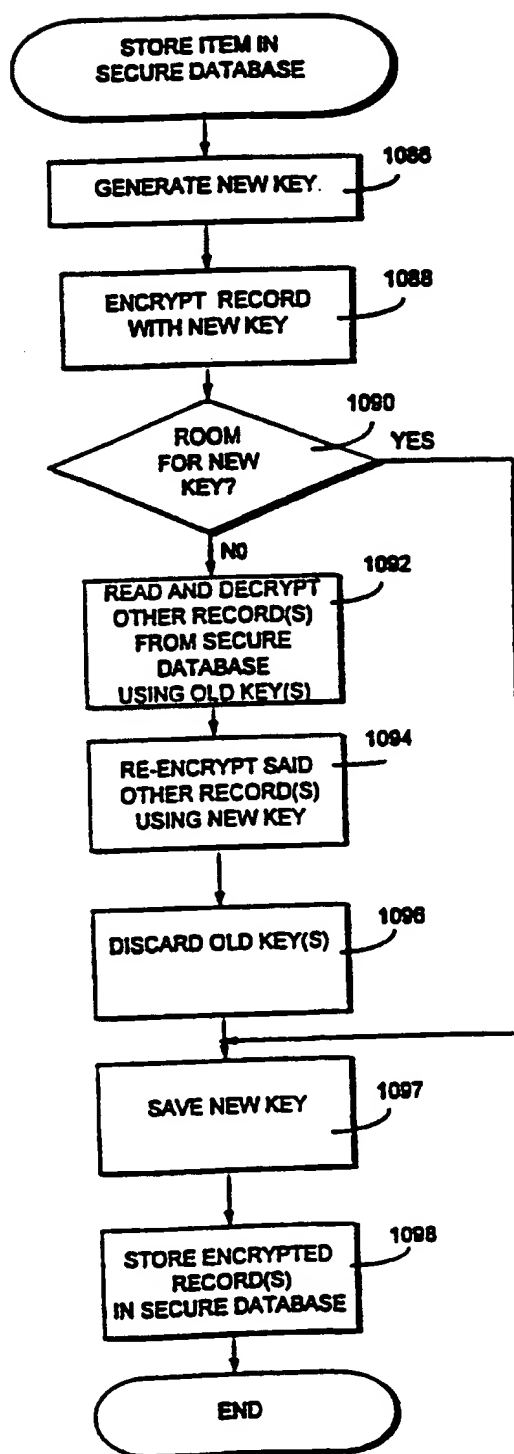 STORE ITEM IN
SECURE DATABASE
1086
GENERATE NEW KEY.
1088
ENCRYPT RECORD
WITH NEW KEY
1090
ROOM
FOR NEW
KEY?
YES
NO
1092
READ AND DECRYPT
OTHER RECORD(S)
FROM SECURE
DATABASE
USING OLD KEY(S)
1094
RE-ENCRYPT SAID
OTHER RECORD(S)
USING NEW KEY
1096
DISCARD OLD KEY(S)
SAVE NEW KEY
1097
1098
STORE ENCRYPTED
RECORD(S)
IN SECURE DATABASE
END